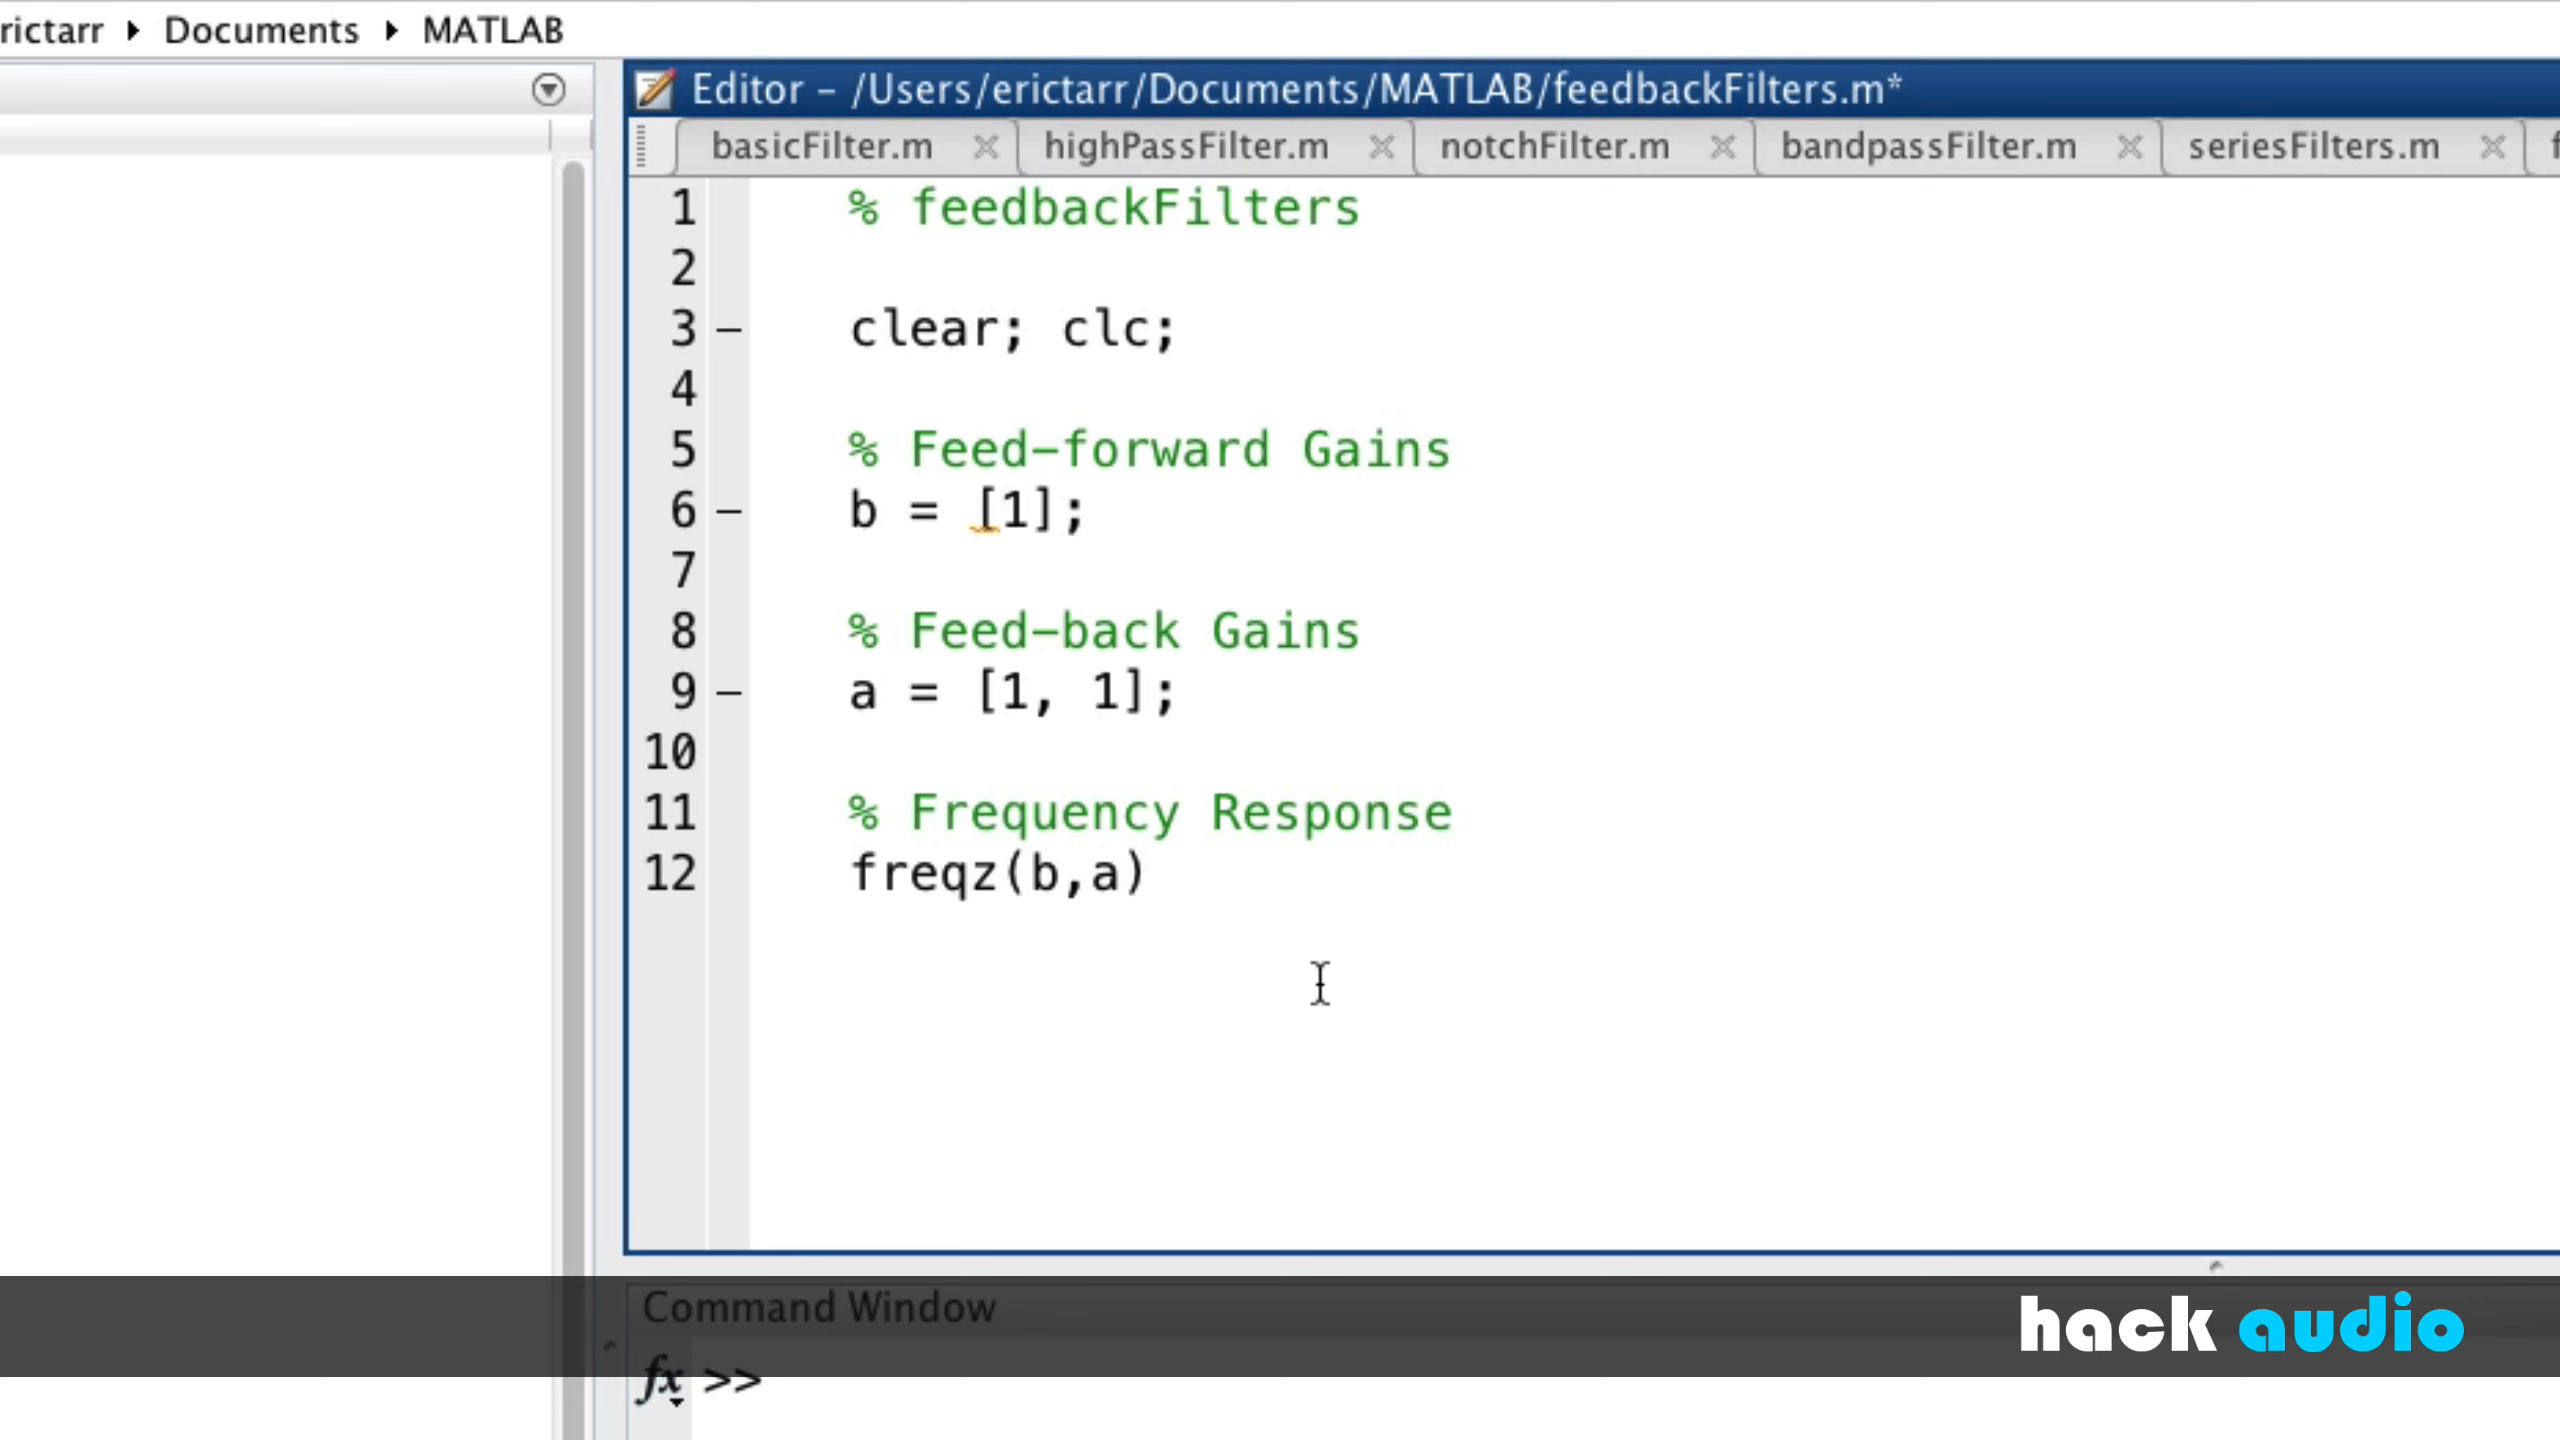 rictarr ▸ Documents ▸ MATLAB
Editor – /Users/erictarr/Documents/MATLAB/feedbackFilters.m*
basicFilter.m highPassFilter.m notchFilter.m bandpassFilter.m seriesFilters.m f
1 % feedbackFilters
2
3 – clear; clc;
4
5 % Feed-forward Gains
6 – b = [1];
7
8 % Feed-back Gains
9 – a = [1, 1];
10
11 % Frequency Response
12 freqz(b,a)
Command Window
hack audio
fx >>